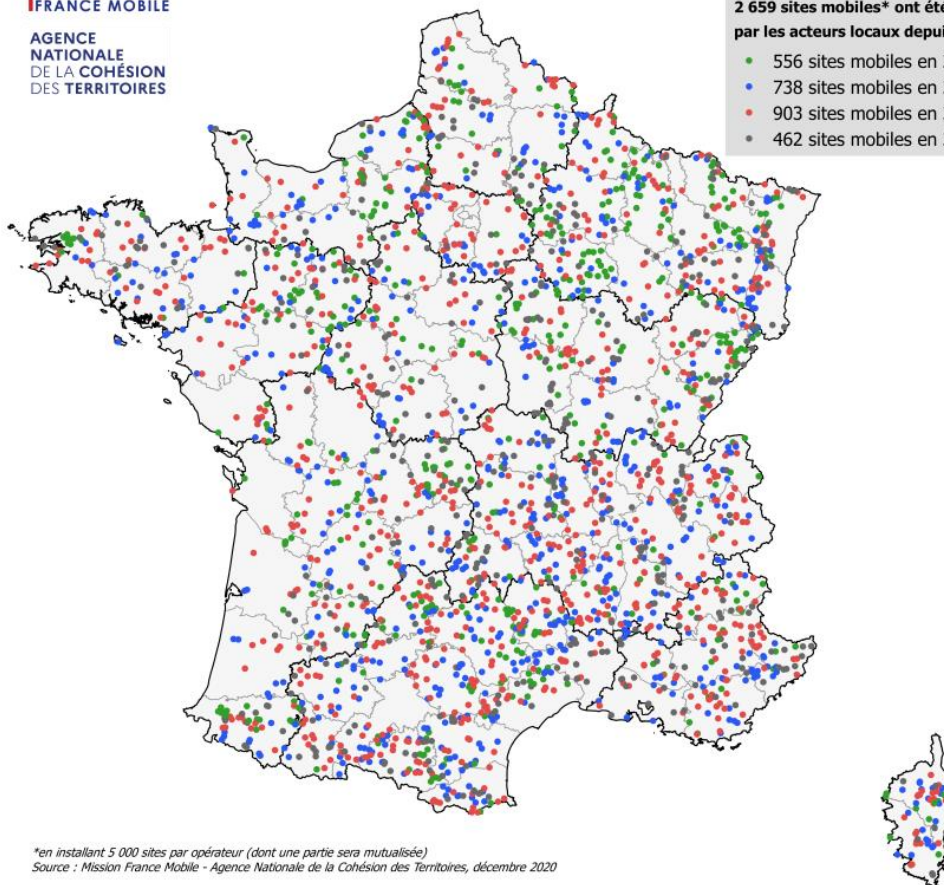 FRANCE MOBILE
AGENCE
NATIONALE
DE LA COHÉSION
DES TERRITOIRES
2 659 sites mobiles* ont été
par les acteurs locaux depui
556 sites mobiles en
738 sites mobiles en
903 sites mobiles en
462 sites mobiles en
*en installant 5 000 sites par opérateur (dont une partie sera mutualisée)
Source : Mission France Mobile - Agence Nationale de la Cohésion des Territoires, décembre 2020